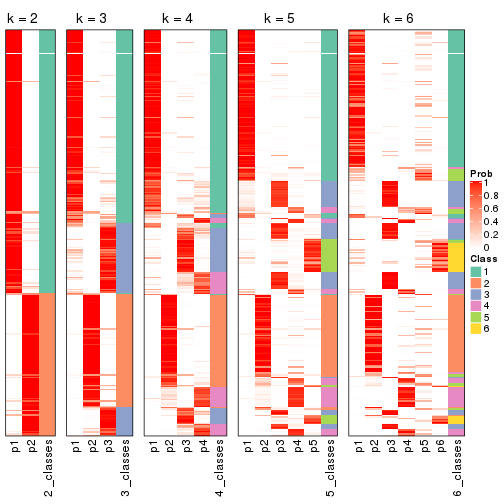 k = 2
k = 3
k = 4
k = 5
k = 6
Prob
1
0.8
0.6
0.4
0.2
0
Class
1
2
3
4
5
6
p1
p2
2_classes
p1
p2
p3
3_classes
p1
p2
p3
p4
4_classes
p1
p2
p3
p4
p5
5_classes
p1
p2
p3
p4
p5
p6
6_classes